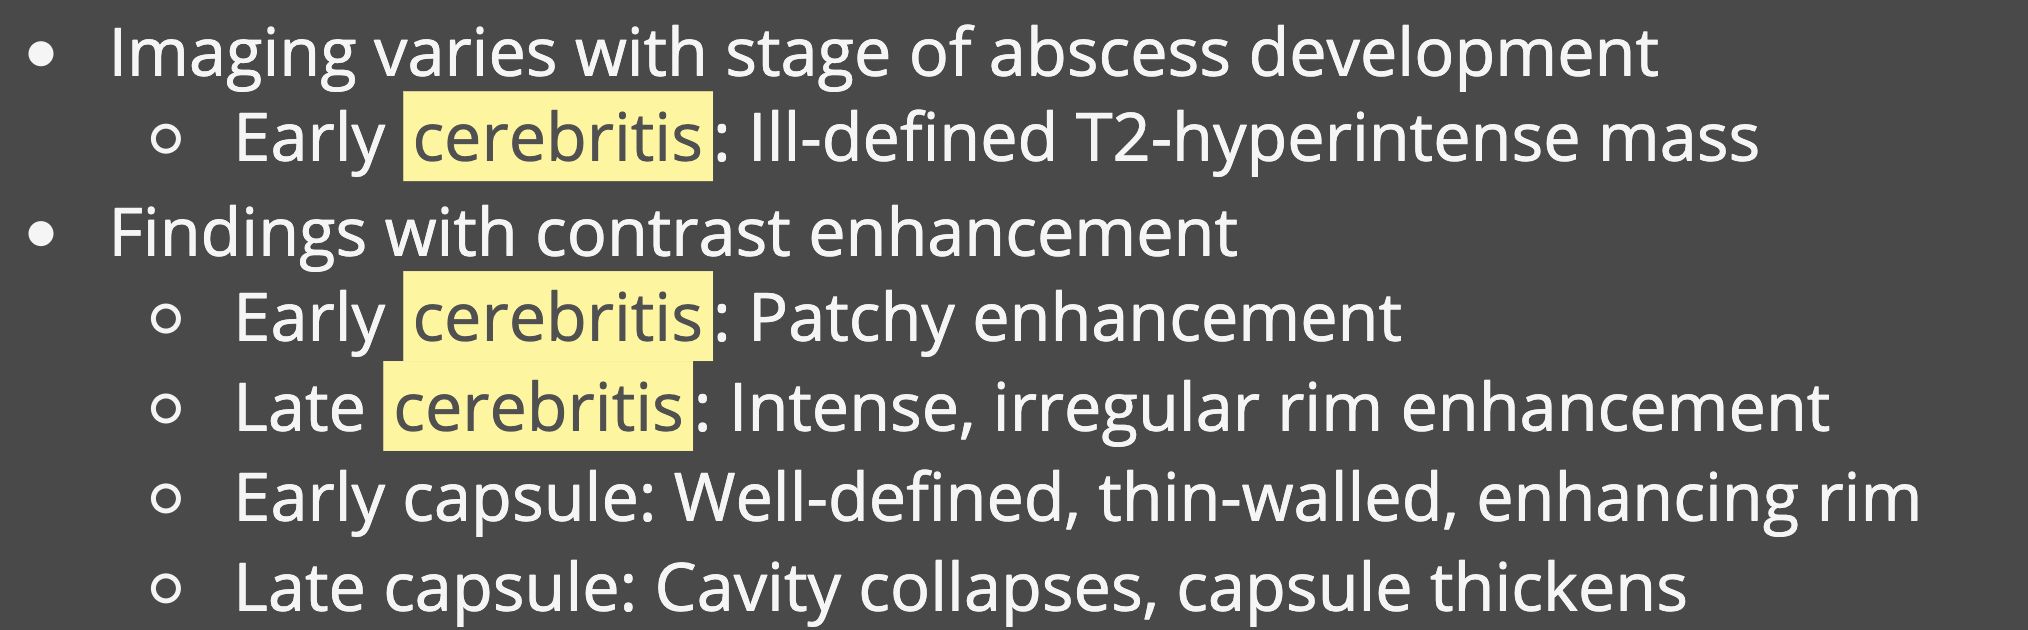 • Imaging varies with stage of abscess development
○ Early cerebritis: Ill-defined T2-hyperintense mass
• Findings with contrast enhancement
○ Early cerebritis: Patchy enhancement
○ Late cerebritis: Intense, irregular rim enhancement
○ Early capsule: Well-defined, thin-walled, enhancing rim
○ Late capsule: Cavity collapses, capsule thickens